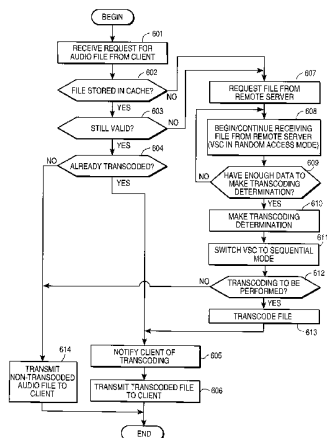 BEGIN
601
RECEIVE REQUEST FOR
AUDIO FILE FROM CLIENT
602
FILE STORED IN CACHE?
NO
YES
603
STILL VALID?
NO
YES
604
ALREADY TRANSCODED?
NO
YES
607
REQUEST FILE FROM
REMOTE SERVER
608
BEGIN/CONTINUE RECEIVING
FILE FROM REMOTE SERVER
(VSC IN RANDOM ACCESS MODE)
609
HAVE ENOUGH DATA TO
MAKE TRANSCODING
DETERMINATION?
NO
YES
610
MAKE TRANSCODING
DETERMINATION
611
SWITCH VSC TO SEQUENTIAL
MODE
612
TRANSCODING TO BE
PERFORMED?
NO
YES
TRANSCODE FILE
613
NOTIFY CLIENT OF
TRANSCODING
605
614
TRANSMIT
NON-TRANSCODED
AUDIO FILE TO
CLIENT
TRANSMIT TRANSCODED FILE
TO CLIENT
606
END